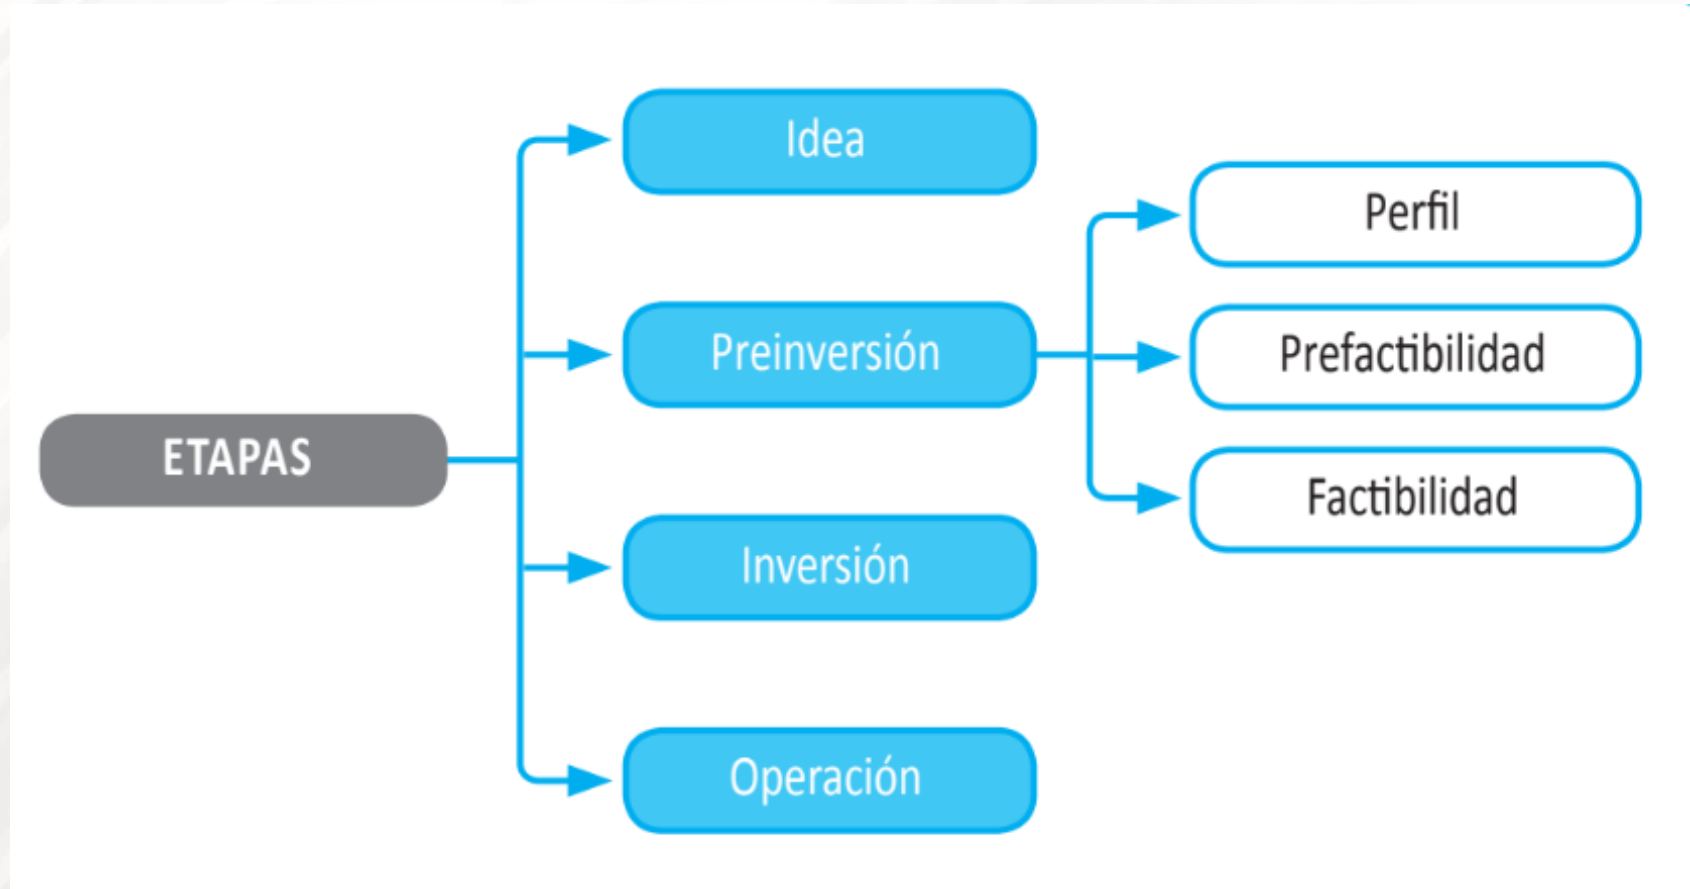 ETAPAS
Idea
Preinversión
Inversión
Operación
Perfil
Prefactibilidad
Factibilidad